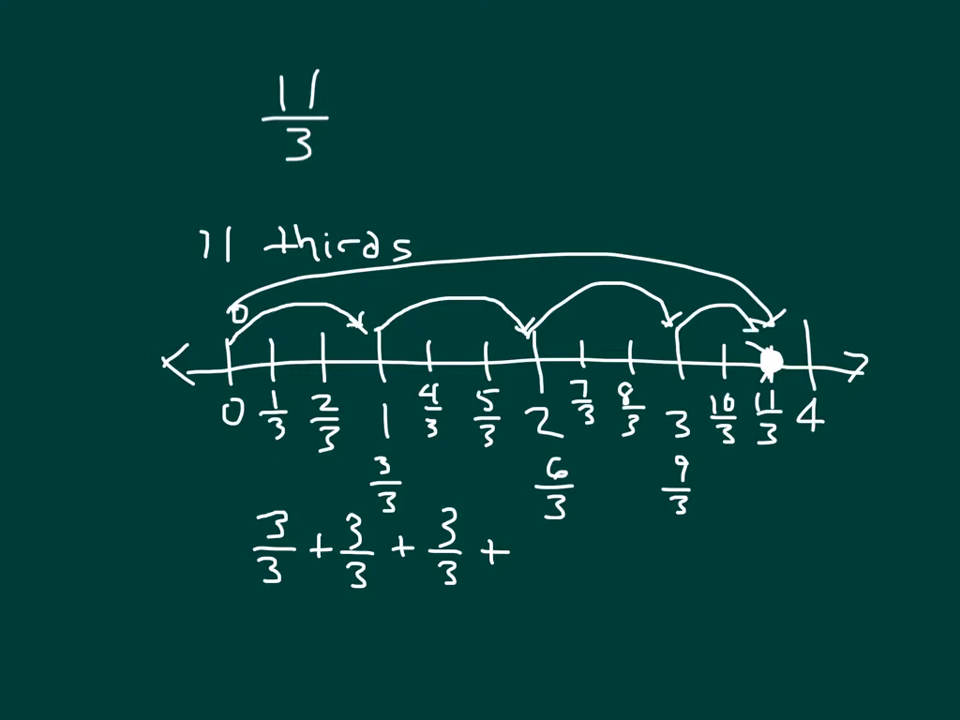 11/3
11 thirds
0
0 1/3 2/3 1 4/3 5/3 2 7/3 8/3 3 10/3 11/3 4
3/3 6/3 9/3
3/3 + 3/3 + 3/3 +